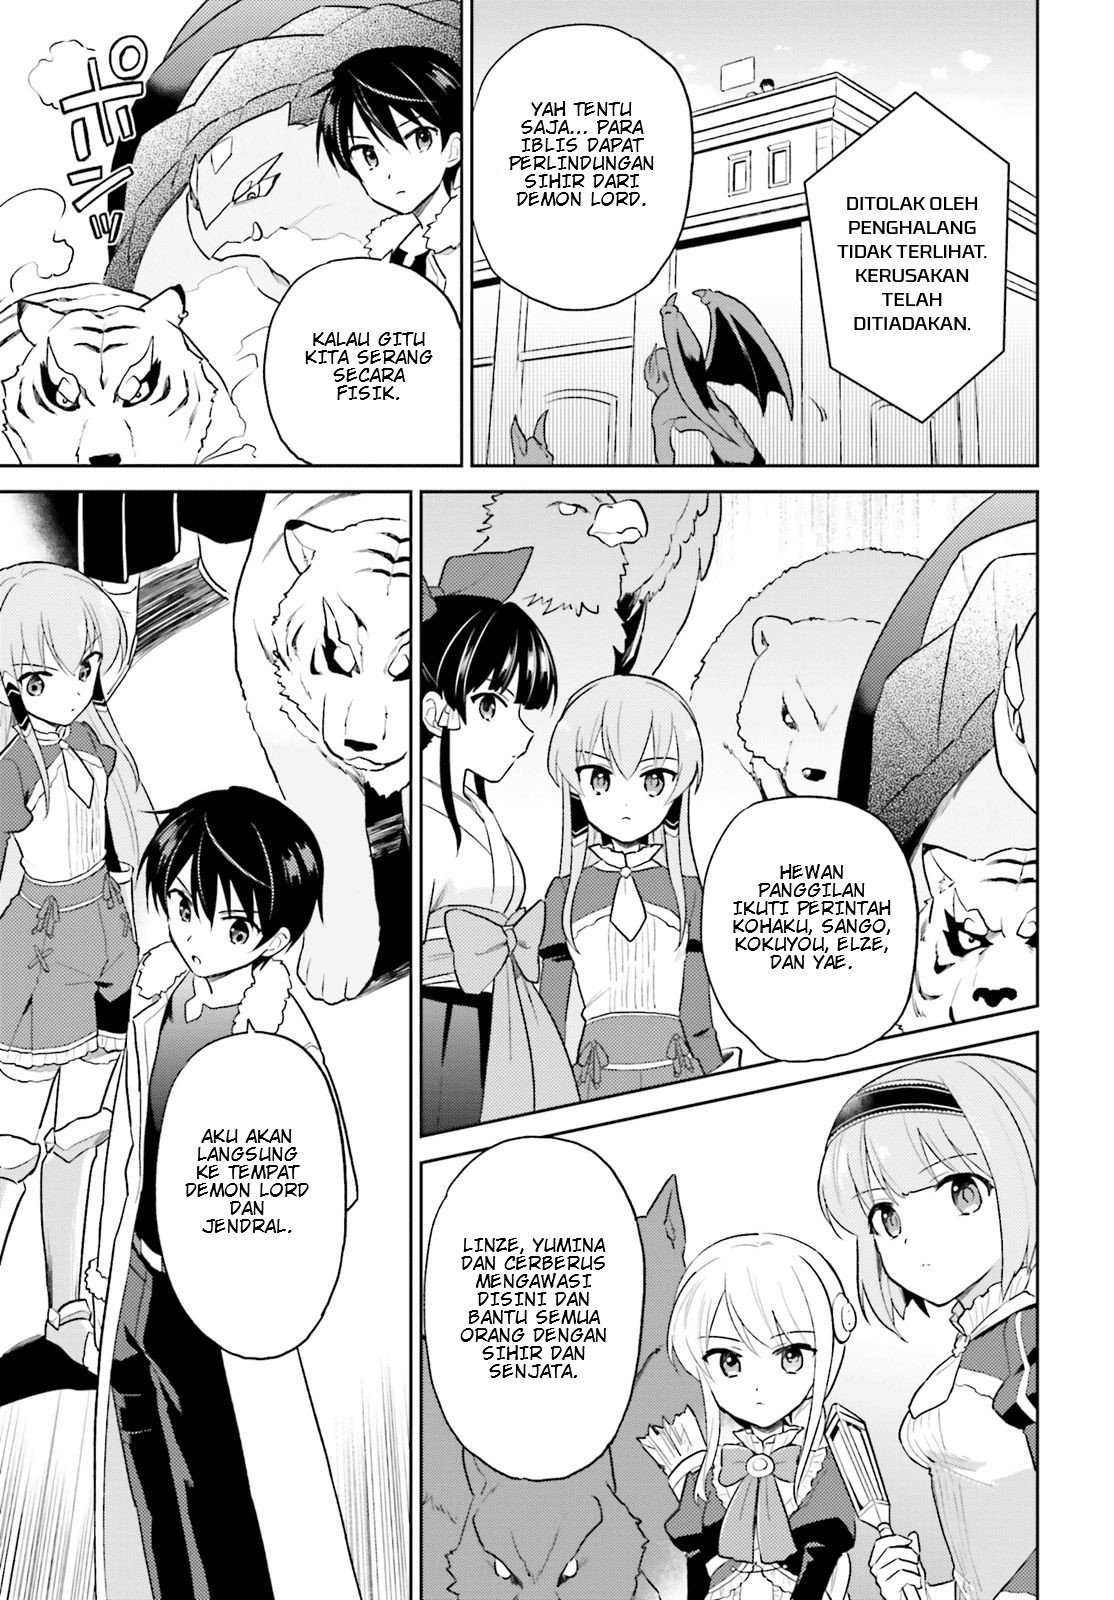 DITOLAK OLEH
PENGHALANG
TIDAK TERLIHAT.
KERUSAKAN
TELAH
DITIADAKAN.
YAH TENTU
SAJA... PARA
IBLIS DAPAT
PERLINDUNGAN
SIHIR DARI
DEMON LORD.
KALAU GITU
KITA SERANG
SECARA
FISIK.
ポンッ
HEWAN
PANGGILAN
IKUTI PERINTAH
KOHAKU, SANGO,
KOKUYOU, ELZE,
DAN YAE.
AKU AKAN
LANGSUNG
KE TEMPAT
DEMON LORD
DAN
JENDRAL.
LINZE, YUMINA
DAN CERBERUS
MENGAWASI
DISINI DAN
BANTU SEMUA
ORANG DENGAN
SIHIR DAN
SENJATA.